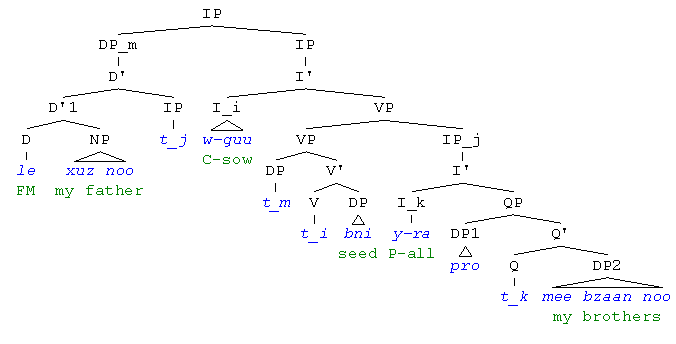 IP
DP_m IP
D' I'
D'1 IP I_i VP
D NP t_j w-guu VP IP_j
le xuz noo C-sow DP V' I'
FM my father t_m V DP I_k QP
t_i bni y-ra DP1 Q'
seed P-all pro Q DP2
t_k mee bzaan noo
my brothers